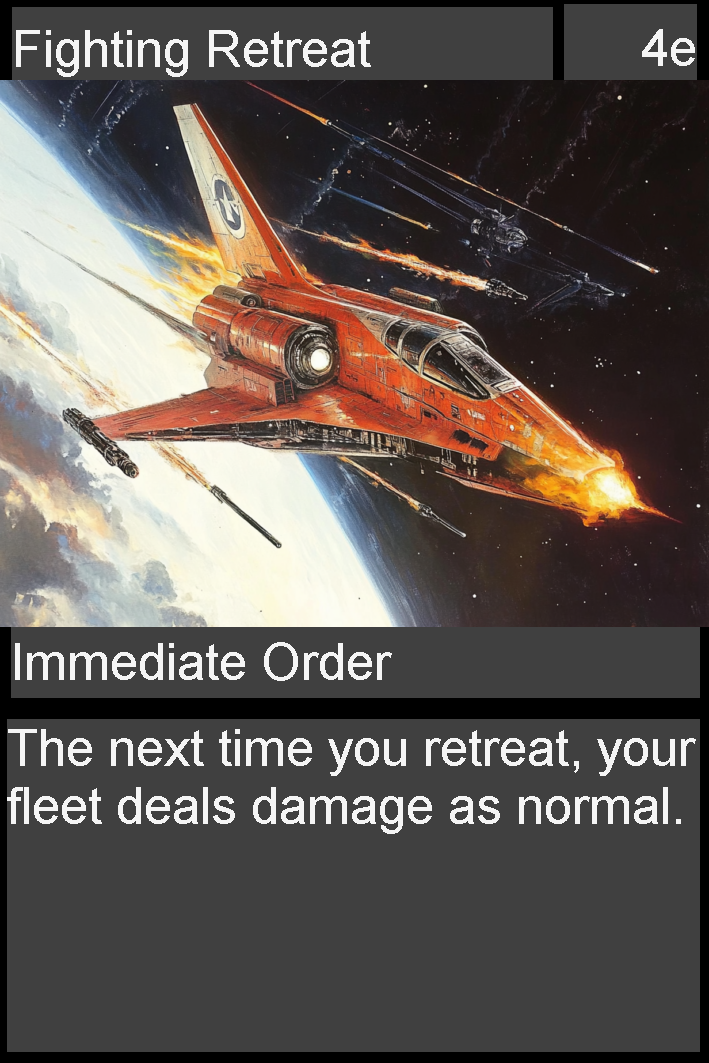 Fighting Retreat 4e
Immediate Order
The next time you retreat, your
fleet deals damage as normal.